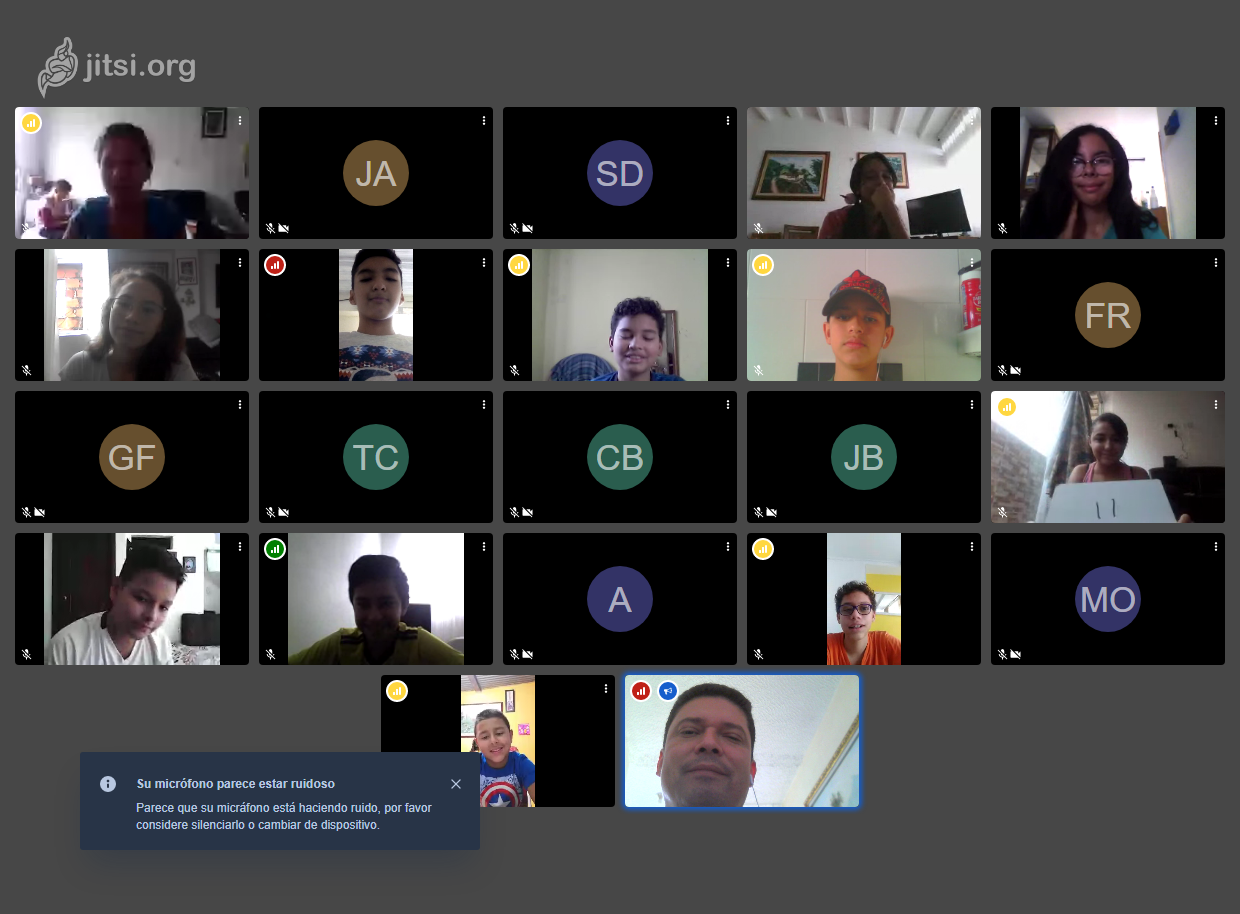 jitsi.org
JA
SD
FR
GF
TC
CB
JB
11
A
MO
Su micrófono parece estar ruidoso
Parece que su micráfono está haciendo ruido, por favor
considere silenciarlo o cambiar de dispositivo.